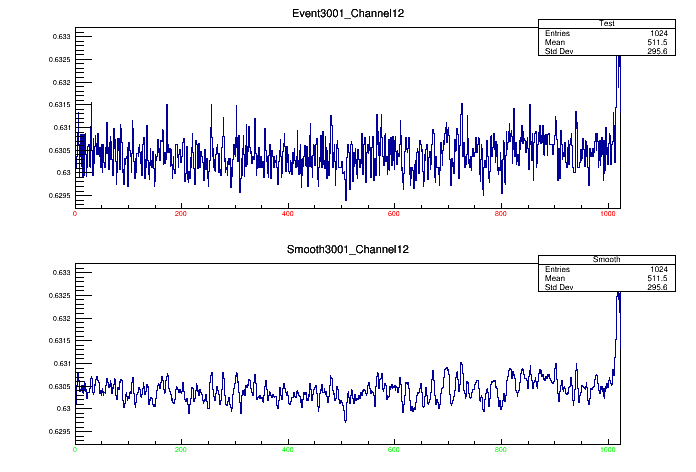 Event3001_Channel12
Test
Entries 1024
Mean 511.5
Std Dev 295.6
0.633
0.6325
0.632
0.6315
0.631
0.6305
0.63
0.6295
0 200 400 600 800 1000
Smooth3001_Channel12
Smooth
Entries 1024
Mean 511.5
Std Dev 295.6
0.633
0.6325
0.632
0.6315
0.631
0.6305
0.63
0.6295
0 200 400 600 800 1000